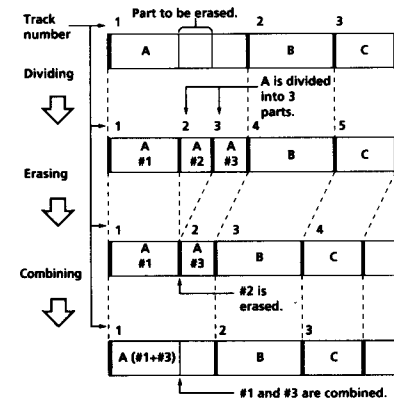 Track number
1
Part to be erased.
2
3
A
B
C
Dividing
A is divided into 3 parts.
1
2
3
4
5
A #1
A #2
A #3
B
C
Erasing
1
2
3
4
A #1
A #3
B
C
#2 is erased.
Combining
1
2
3
A (#1+#3)
B
C
#1 and #3 are combined.